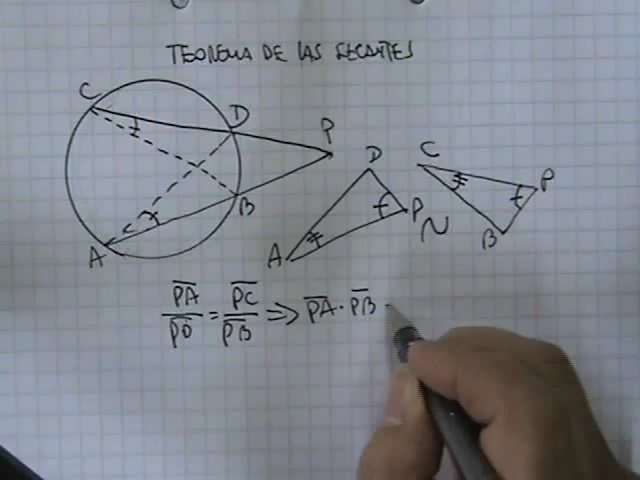 TEOREMA DE LAS SECANTES
C
D
P
B
A
D
P
A
~
C
P
B
PA/PD = PC/PB ⇒ PA · PB